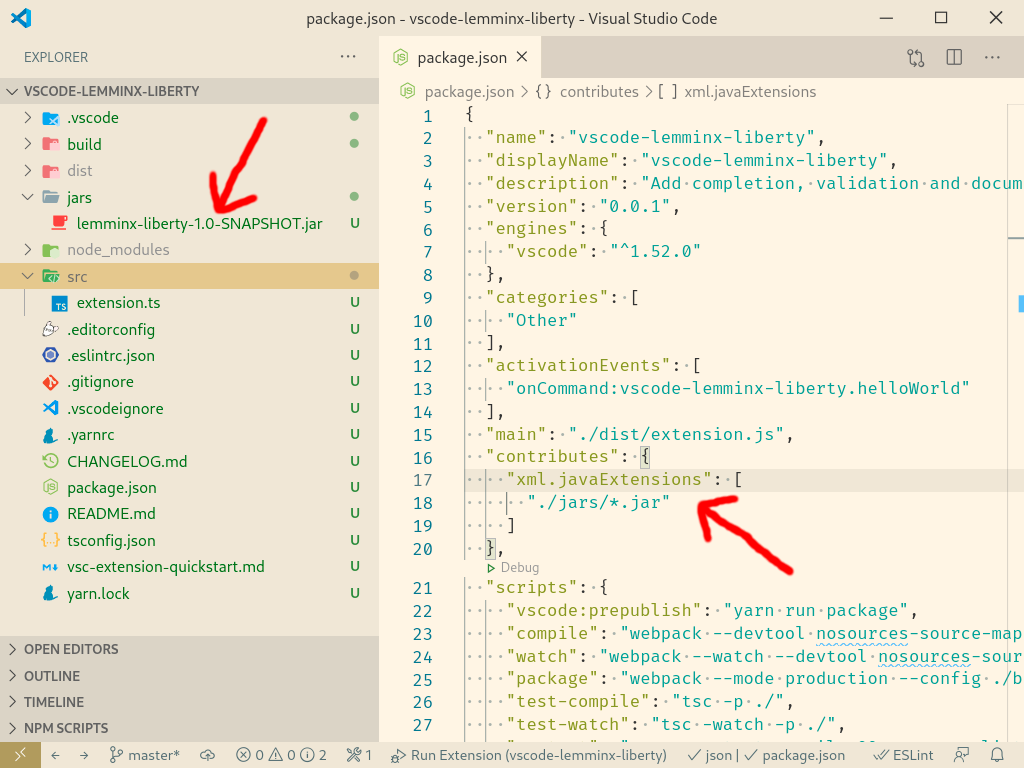 package.json - vscode-lemminx-liberty - Visual Studio Code
EXPLORER
VSCODE-LEMMINX-LIBERTY
.vscode
build
dist
jars
lemminx-liberty-1.0-SNAPSHOT.jar U
node_modules
src
TS extension.ts U
.editorconfig U
.eslintrc.json U
.gitignore U
.vscodeignore U
.yarnrc U
CHANGELOG.md U
package.json U
README.md U
tsconfig.json U
vsc-extension-quickstart.md U
yarn.lock U
OPEN EDITORS
OUTLINE
TIMELINE
NPM SCRIPTS
package.json
package.json > {} contributes > [ ] xml.javaExtensions
1 {
2 "name": "vscode-lemminx-liberty",
3 "displayName": "vscode-lemminx-liberty",
4 "description": "Add completion, validation and docum
5 "version": "0.0.1",
6 "engines": {
7 "vscode": "^1.52.0"
8 },
9 "categories": [
10 "Other"
11 ],
12 "activationEvents": [
13 "onCommand:vscode-lemminx-liberty.helloWorld"
14 ],
15 "main": "./dist/extension.js",
16 "contributes": {
17 "xml.javaExtensions": [
18 "./jars/*.jar"
19 ]
20 },
Debug
21 "scripts": {
22 "vscode:prepublish": "yarn run package",
23 "compile": "webpack --devtool nosources-source-map
24 "watch": "webpack --watch --devtool nosources-sour
25 "package": "webpack --mode production --config ./b
26 "test-compile": "tsc -p ./",
27 "test-watch": "tsc -watch -p ./",
master* 0 0 2 1 Run Extension (vscode-lemminx-liberty) json | package.json ESLint